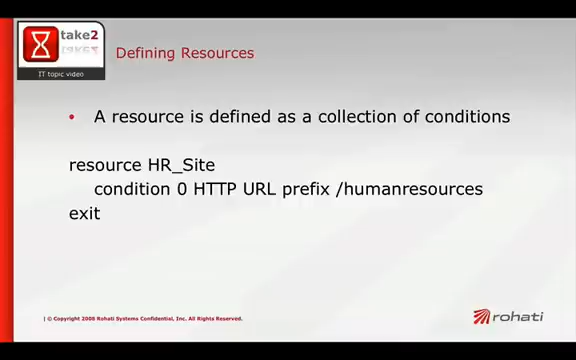 take2
IT topic video
Defining Resources
• A resource is defined as a collection of conditions
resource HR_Site
condition 0 HTTP URL prefix /humanresources
exit
| © Copyright 2008 Rohati Systems Confidential, Inc. All Rights Reserved.
rohati